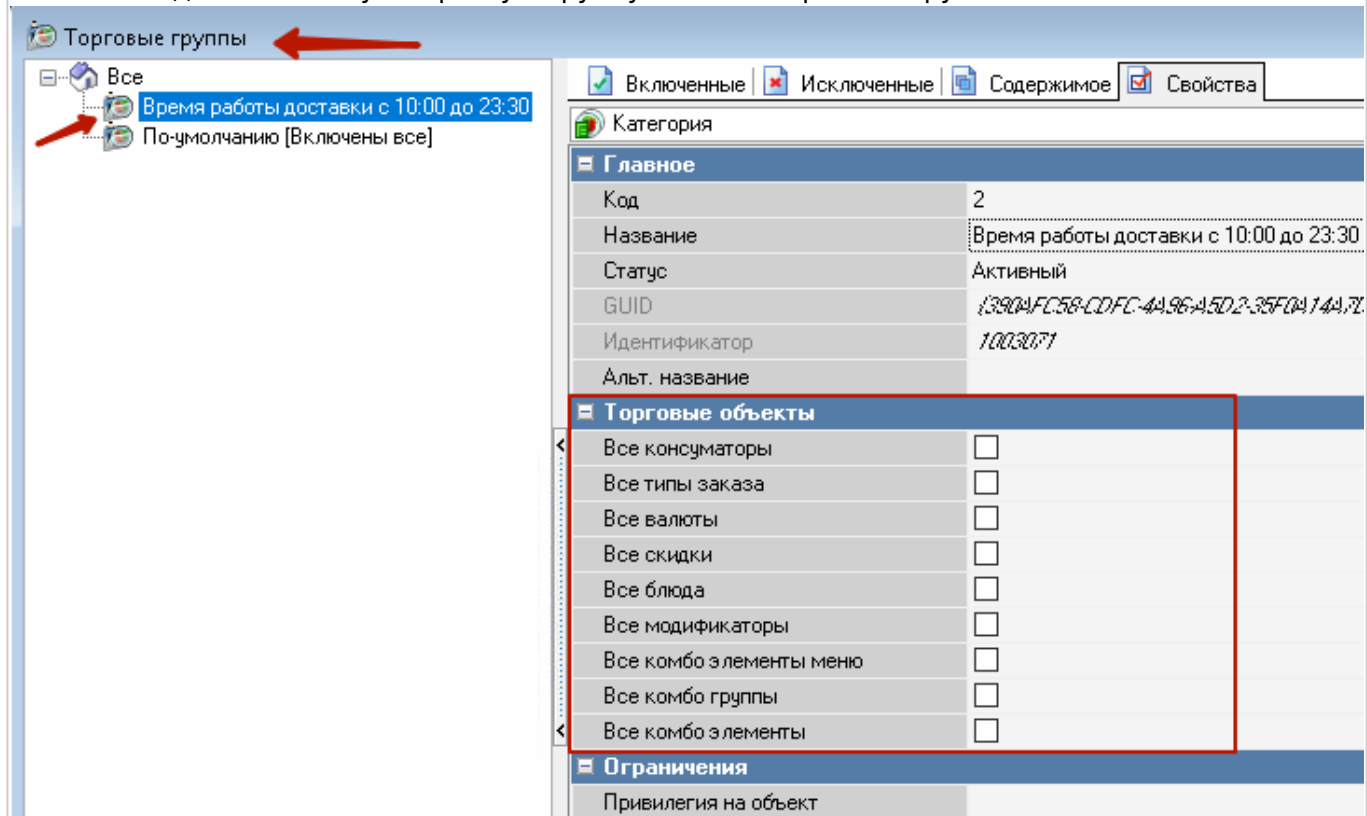 Торговые группы
Все
Время работы доставки с 10:00 до 23:30
По-умолчанию [Включены все]
Включенные Исключенные Содержимое Свойства
Категория
Главное
Код 2
Название Время работы доставки с 10:00 до 23:30
Статус Активный
GUID
Идентификатор 1003071
Альт. название
Торговые объекты
Все консуматоры
Все типы заказа
Все валюты
Все скидки
Все блюда
Все модификаторы
Все комбо элементы меню
Все комбо группы
Все комбо элементы
Ограничения
Привилегия на объект